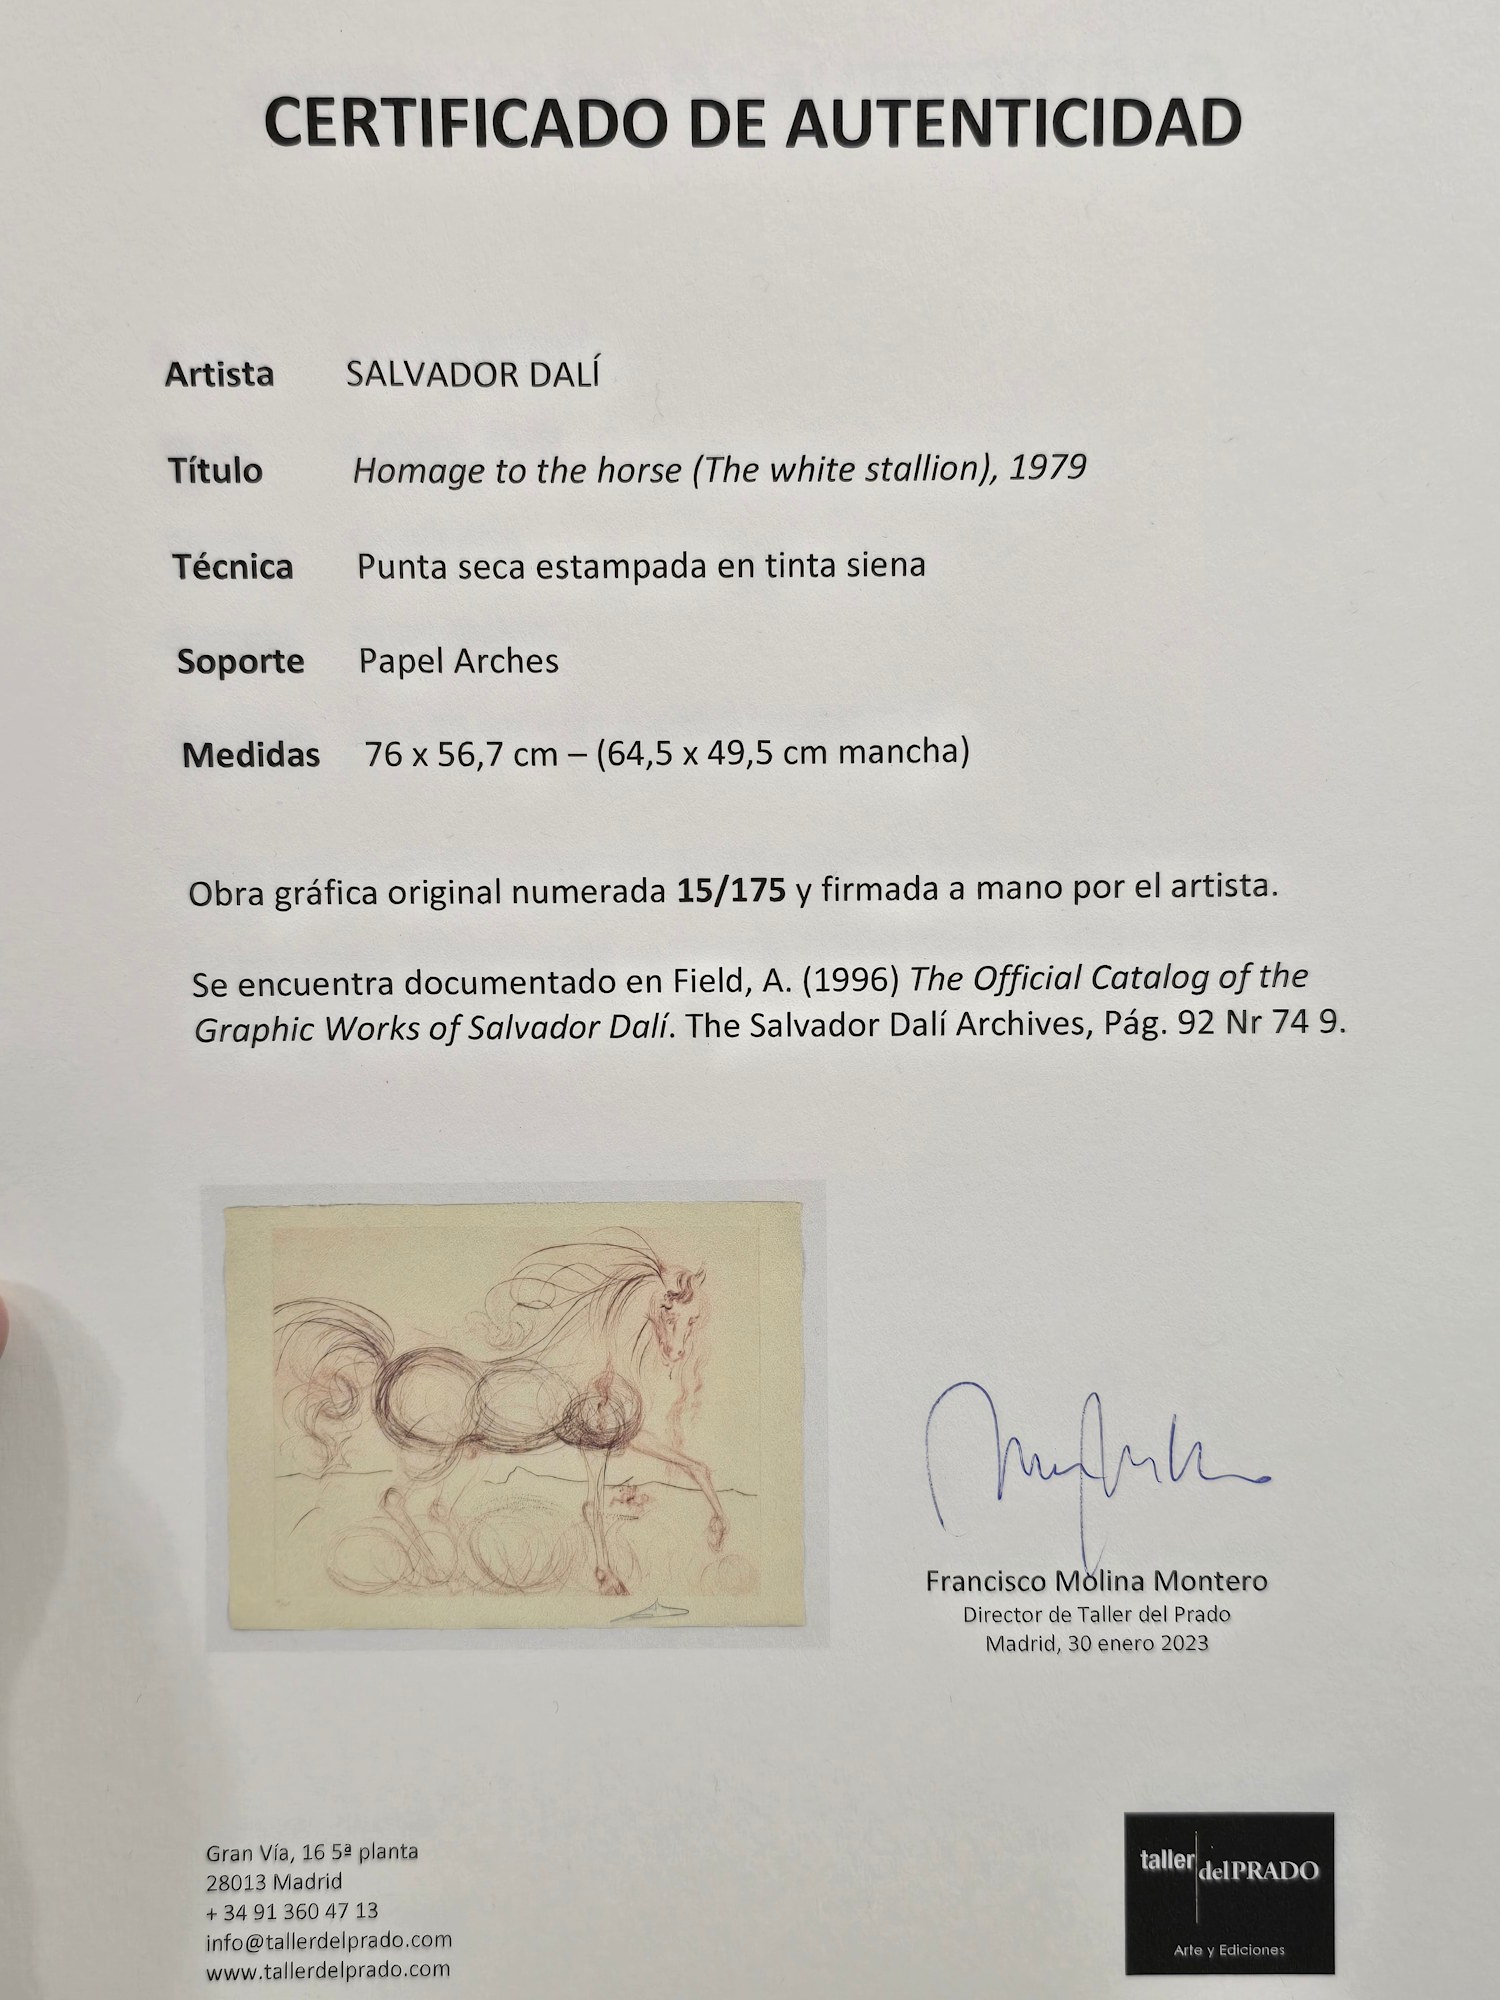 CERTIFICADO DE AUTENTICIDAD
Artista SALVADOR DALÍ
Título Homage to the horse (The white stallion), 1979
Técnica Punta seca estampada en tinta siena
Soporte Papel Arches
Medidas 76 x 56,7 cm – (64,5 x 49,5 cm mancha)
Obra gráfica original numerada 15/175 y firmada a mano por el artista.
Se encuentra documentado en Field, A. (1996) The Official Catalog of the
Graphic Works of Salvador Dalí. The Salvador Dalí Archives, Pág. 92 Nr 74 9.
Francisco Molina Montero
Director de Taller del Prado
Madrid, 30 enero 2023
Gran Vía, 16 5ª planta
28013 Madrid
+ 34 91 360 47 13
info@tallerdelprado.com
www.tallerdelprado.com
taller
delPRADO
Arte y Ediciones